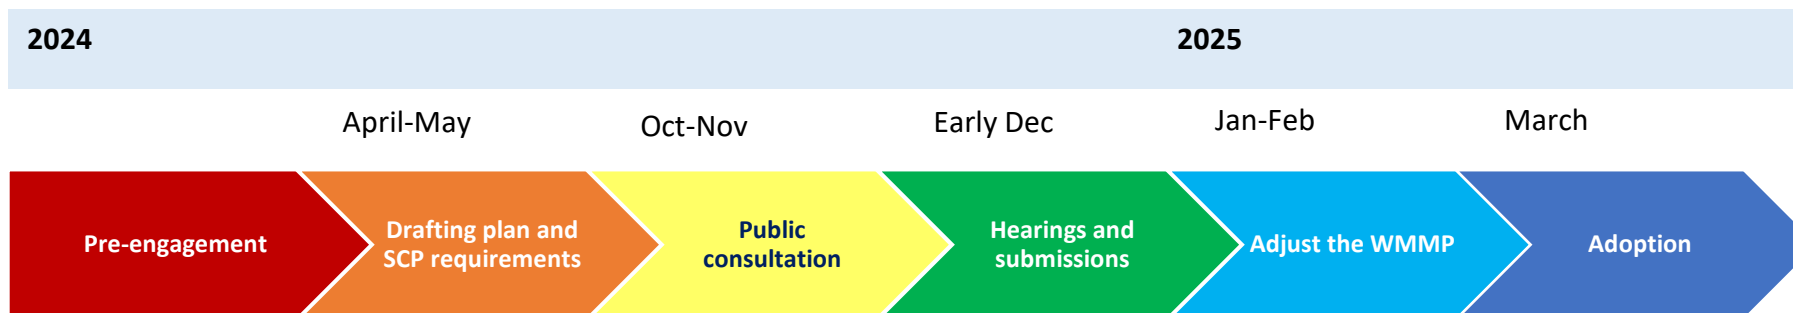 2024
2025
April-May
Oct-Nov
Early Dec
Jan-Feb
March
Pre-engagement
Drafting plan and
SCP requirements
Public
consultation
Hearings and
submissions
Adjust the WMMP
Adoption